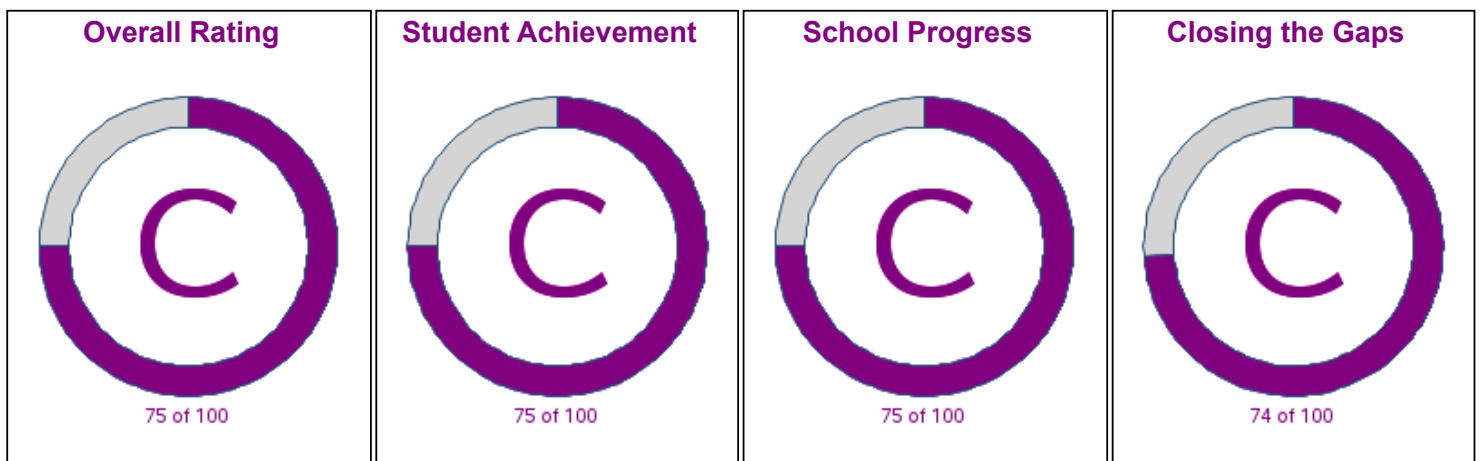 Overall Rating
C
75 of 100
Student Achievement
C
75 of 100
School Progress
C
75 of 100
Closing the Gaps
C
74 of 100